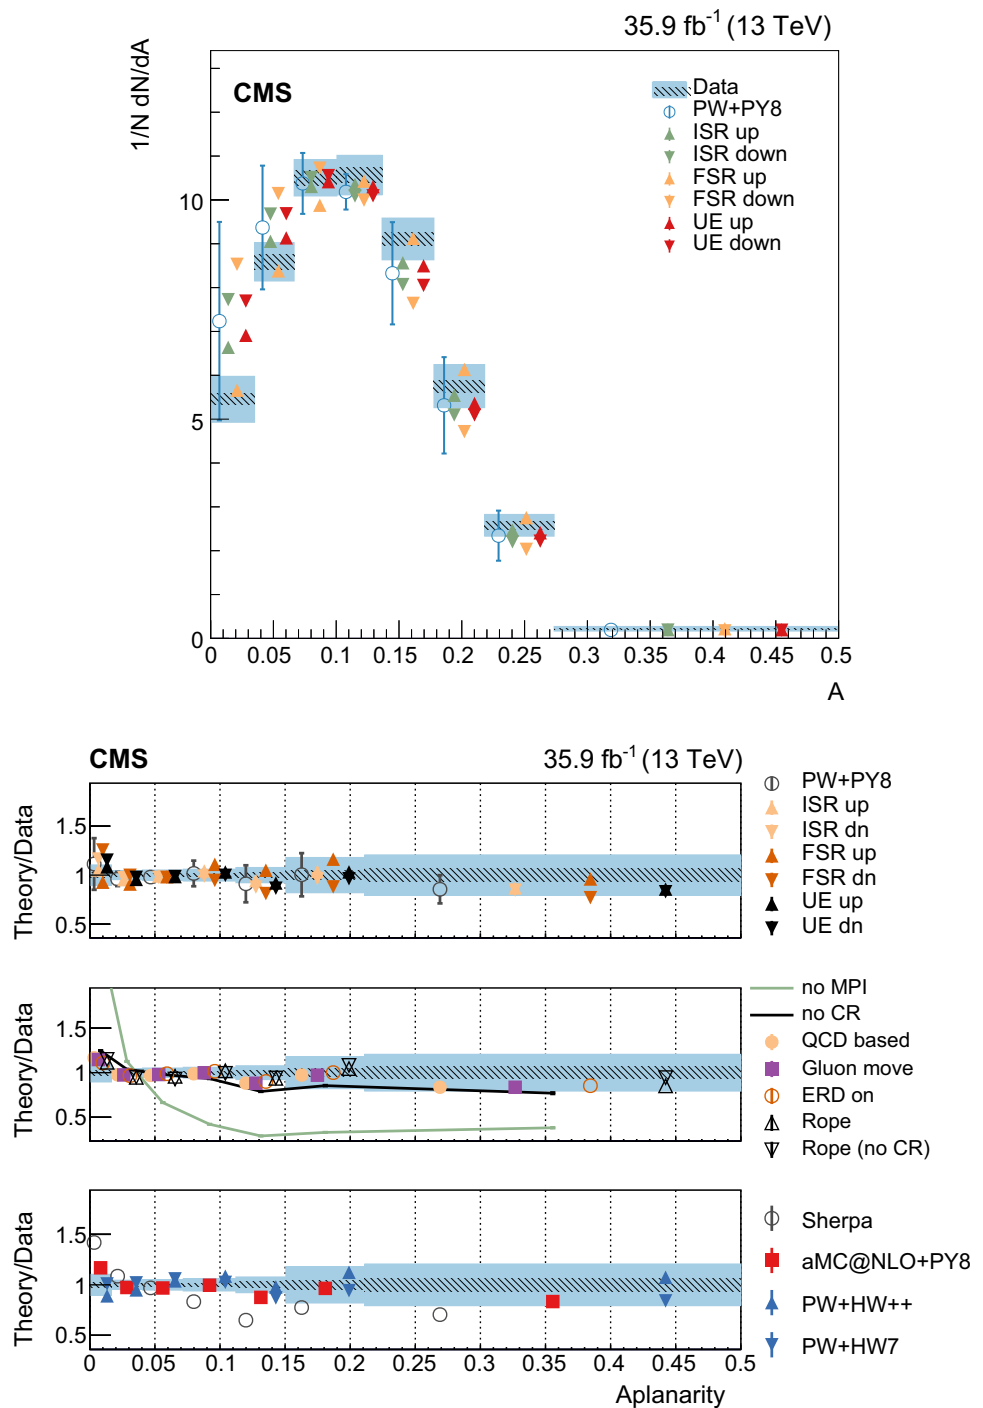 35.9 fb⁻¹ (13 TeV)
1/N dN/dA
CMS
Data
PW+PY8
ISR up
ISR down
FSR up
FSR down
UE up
UE down
10
5
0
0 0.05 0.1 0.15 0.2 0.25 0.3 0.35 0.4 0.45 0.5
A
CMS 35.9 fb⁻¹ (13 TeV)
Theory/Data
1.5
1
0.5
PW+PY8
ISR up
ISR dn
FSR up
FSR dn
UE up
UE dn
Theory/Data
1.5
1
0.5
no MPI
no CR
QCD based
Gluon move
ERD on
Rope
Rope (no CR)
Theory/Data
1.5
1
0.5
Sherpa
aMC@NLO+PY8
PW+HW++
PW+HW7
0 0.05 0.1 0.15 0.2 0.25 0.3 0.35 0.4 0.45 0.5
Aplanarity